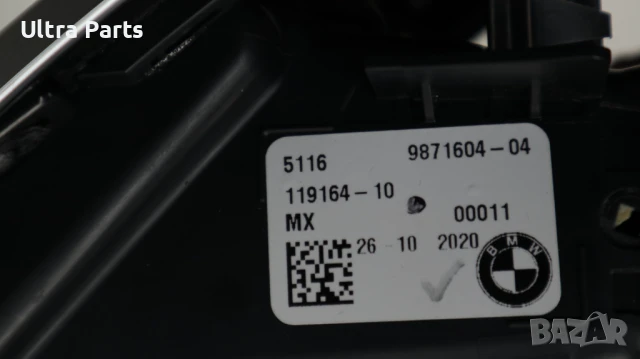 Ultra Parts
5116 9871604-04
119164-10
MX 00011
26-10 2020
BMW
BAZAR